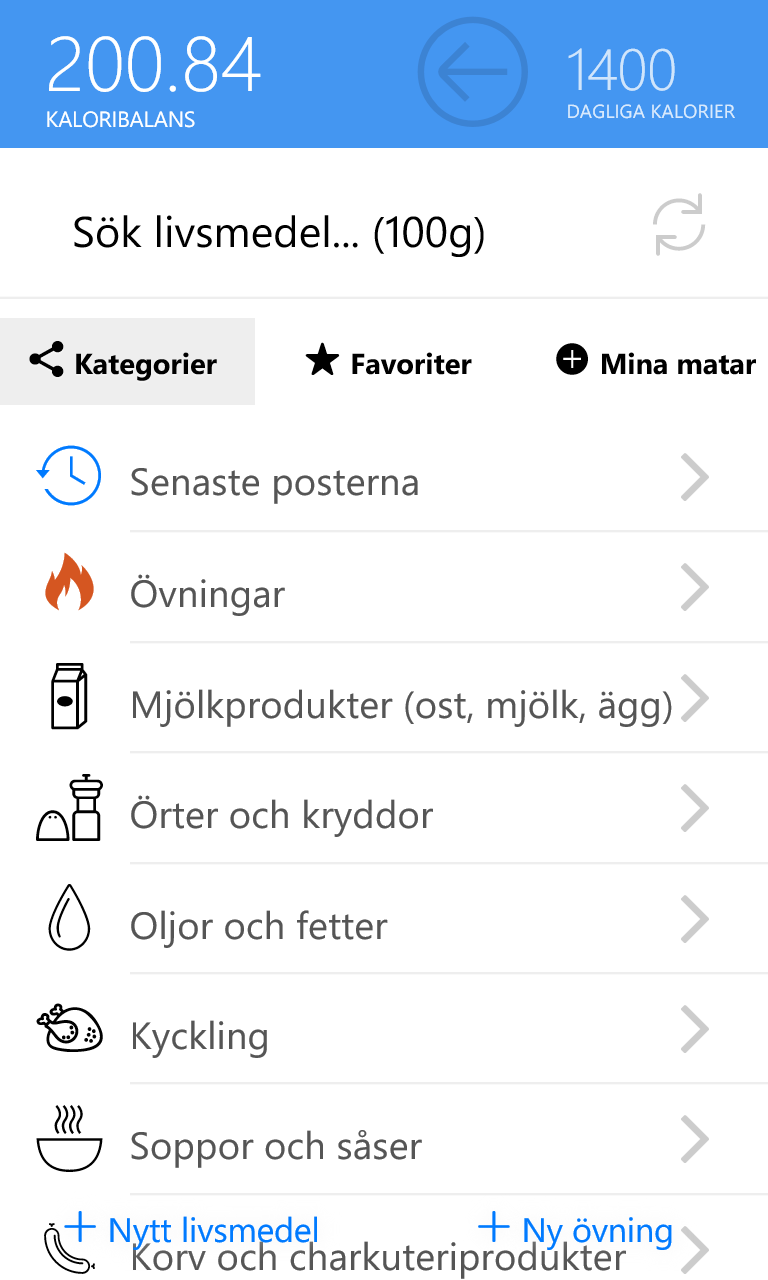 200.84
KALORIBALANS
1400
DAGLIGA KALORIER
Sök livsmedel... (100g)
Kategorier
Favoriter
Mina matar
Senaste posterna
Övningar
Mjölkprodukter (ost, mjölk, ägg)
Örter och kryddor
Oljor och fetter
Kyckling
Soppor och såser
Nytt livsmedel
Ny övning
Korv och charkuteriprodukter